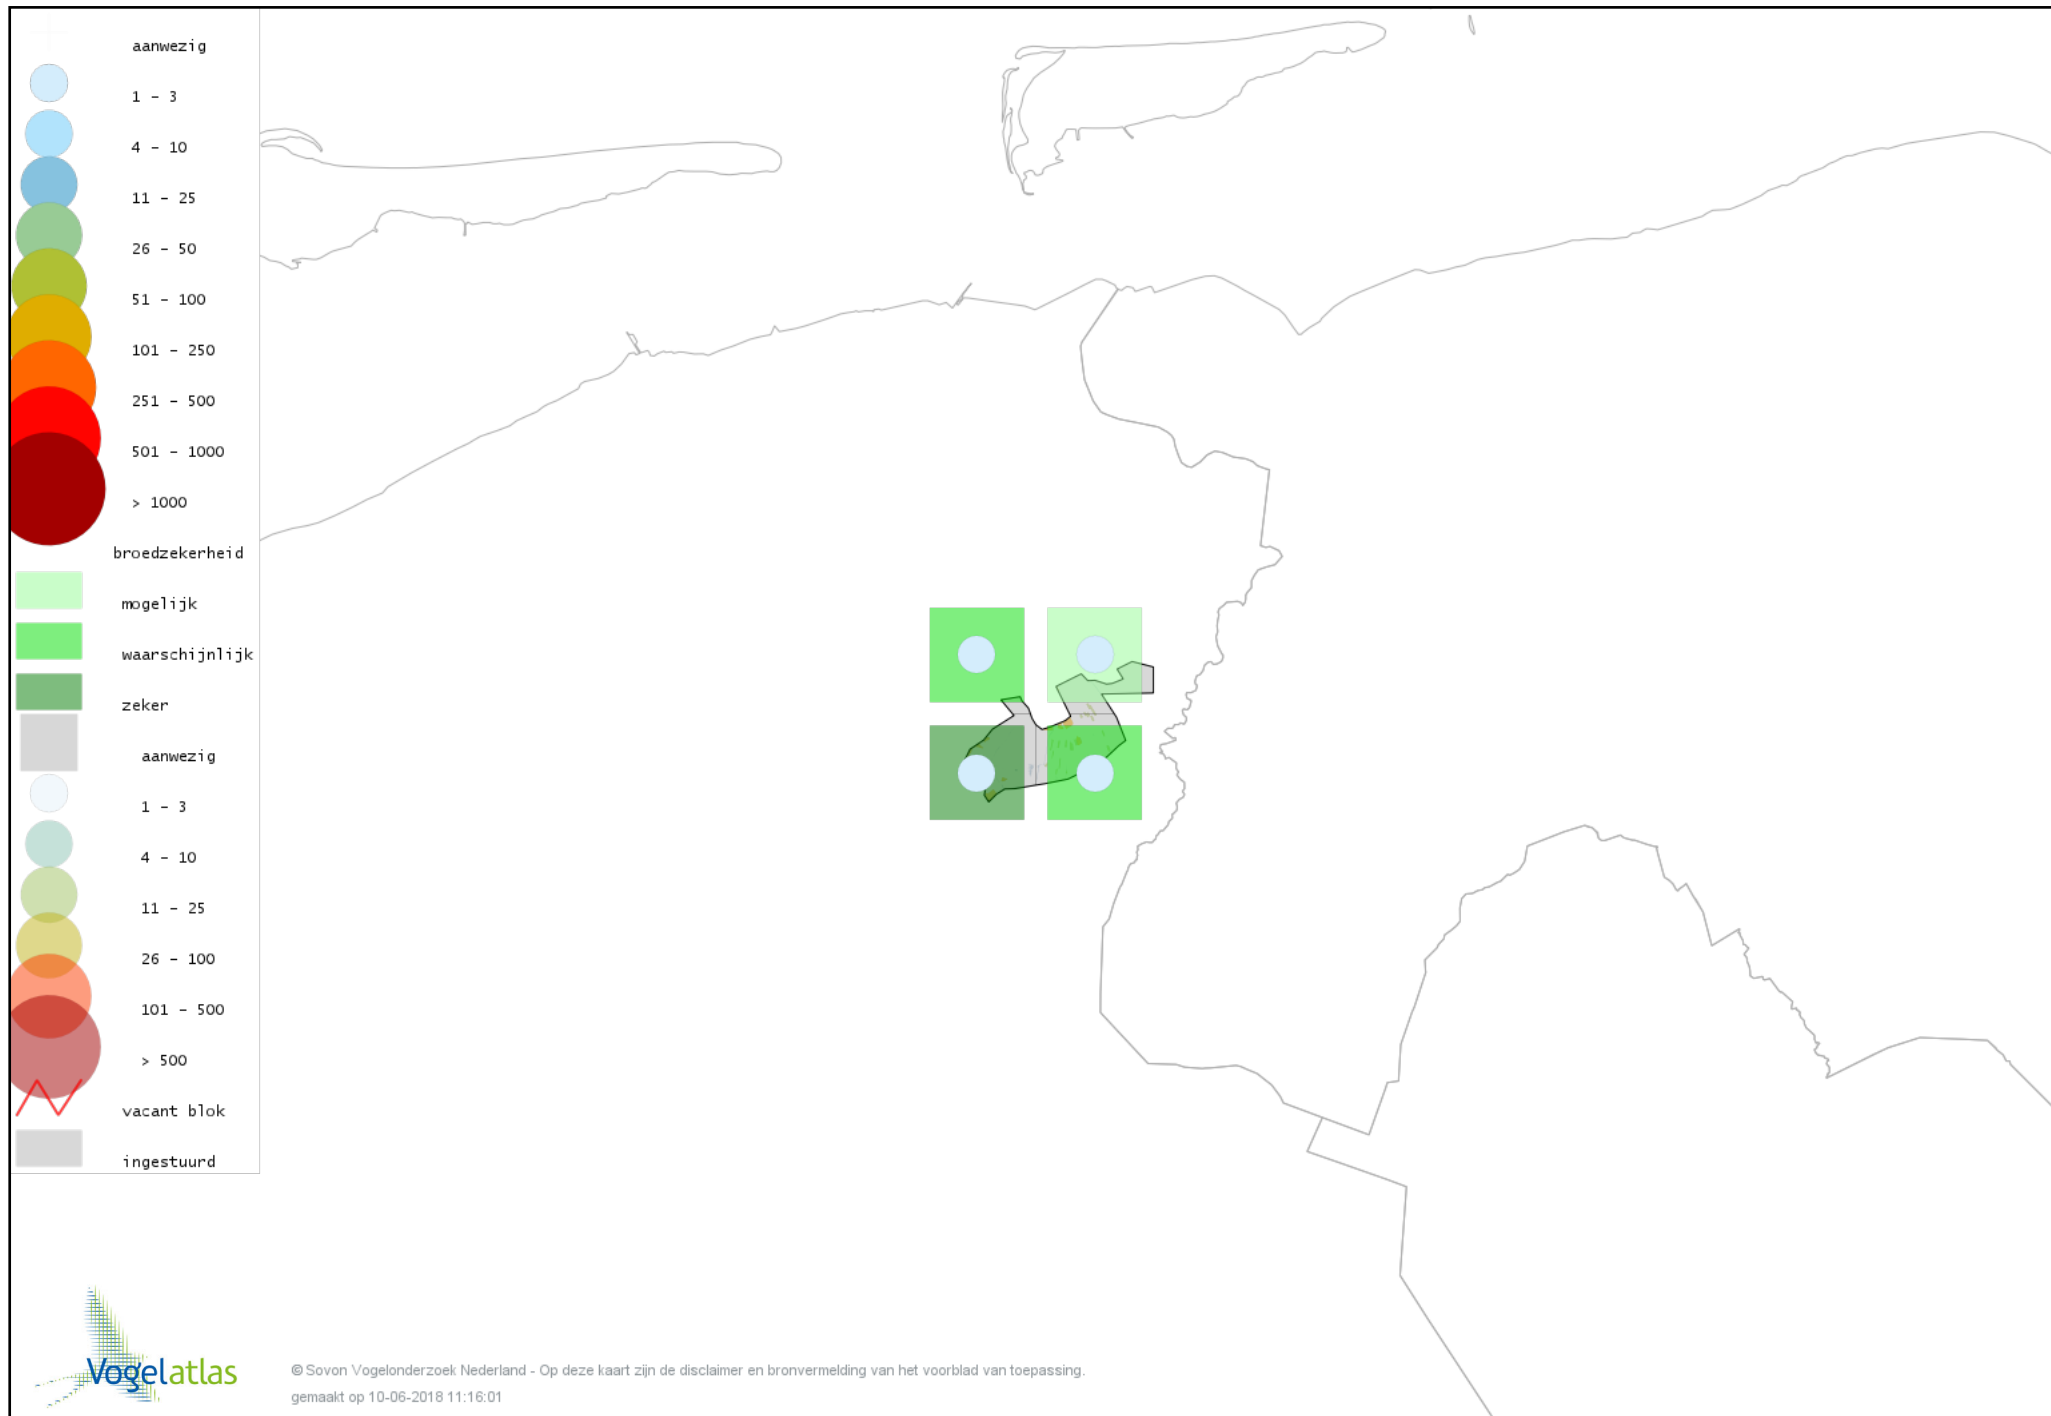 aanwezig
1 - 3
4 - 10
11 - 25
26 - 50
51 - 100
101 - 250
251 - 500
501 - 1000
> 1000
broedzekerheid
mogelijk
waarschijnlijk
zeker
aanwezig
1 - 3
4 - 10
11 - 25
26 - 100
101 - 500
> 500
vacant blok
ingestuurd
Vogelatlas
© Sovon Vogelonderzoek Nederland - Op deze kaart zijn de disclaimer en bronvermelding van het voorblad van toepassing.
gemaakt op 10-06-2018 11:16:01